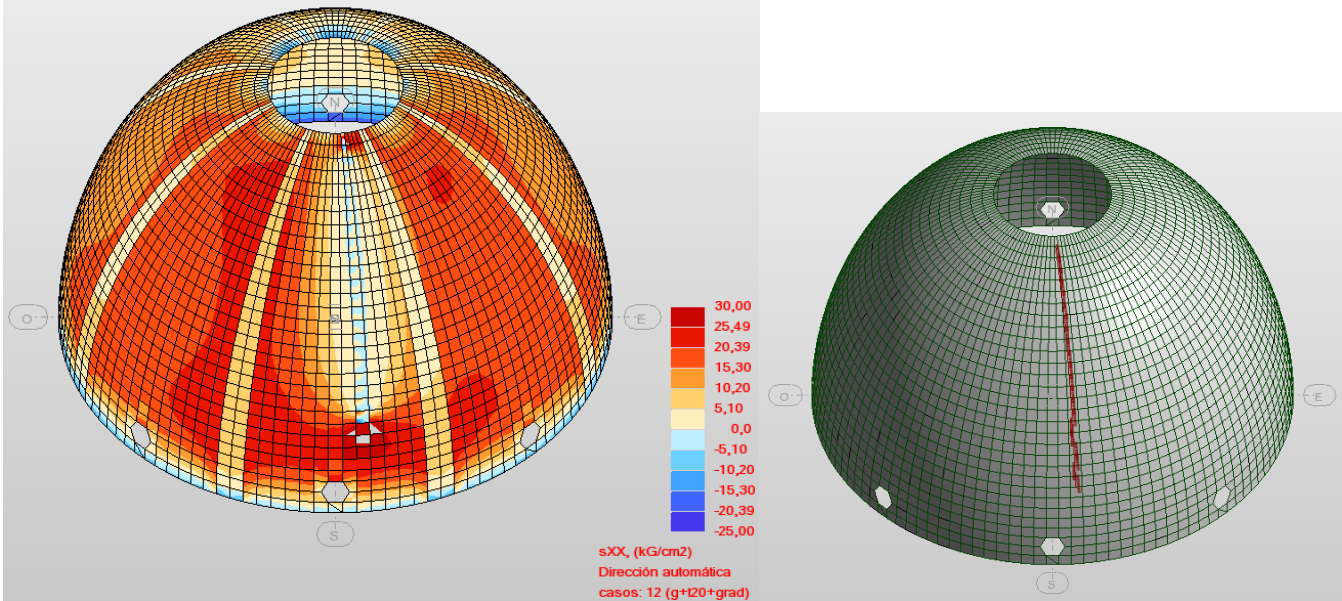 N
O
E
S
30,00
25,49
20,39
15,30
10,20
5,10
0,0
-5,10
-10,20
-15,30
-20,39
-25,00
sXX, (kG/cm2)
Dirección automática
casos: 12 (g+t20+grad)
N
O
E
S